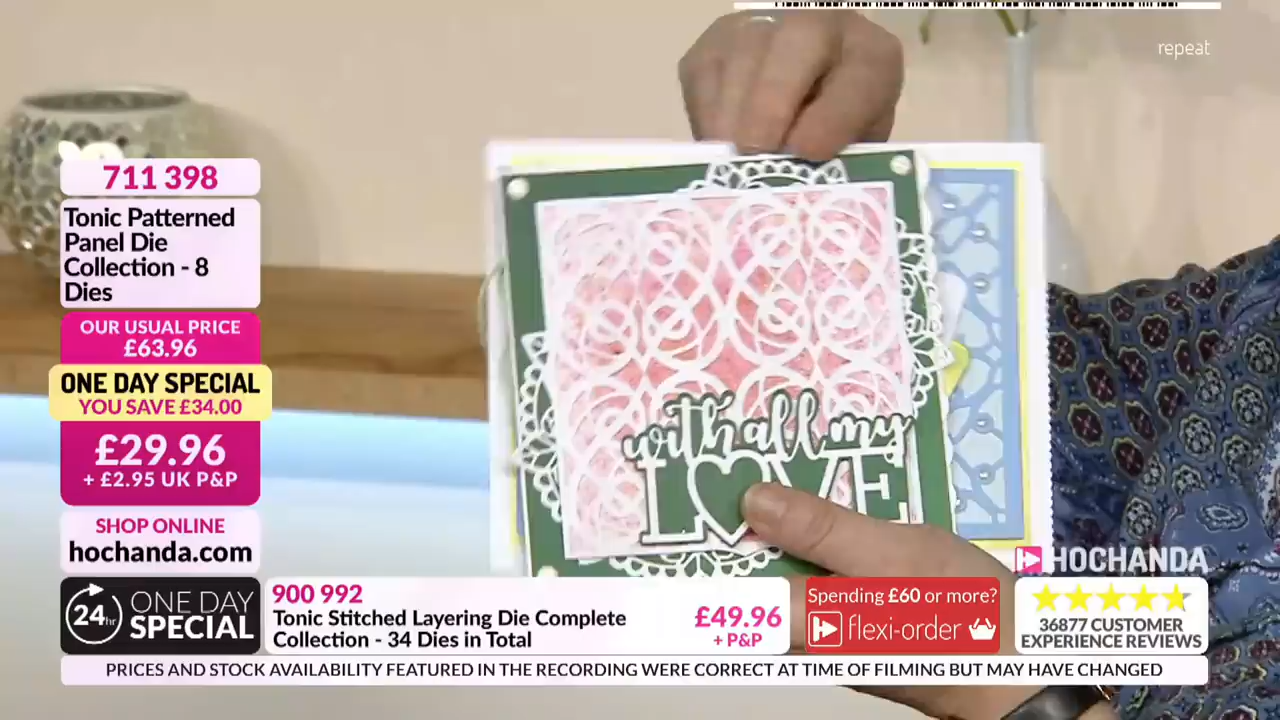 repeat
711 398
Tonic Patterned
Panel Die
Collection - 8
Dies
OUR USUAL PRICE
£63.96
ONE DAY SPECIAL
YOU SAVE £34.00
£29.96
+ £2.95 UK P&P
SHOP ONLINE
hochanda.com
with all my
LOVE
HOCHANDA
24hr
ONE DAY
SPECIAL
900 992
Tonic Stitched Layering Die Complete
Collection - 34 Dies in Total
£49.96
+ P&P
Spending £60 or more?
flexi-order
36877 CUSTOMER
EXPERIENCE REVIEWS
PRICES AND STOCK AVAILABILITY FEATURED IN THE RECORDING WERE CORRECT AT TIME OF FILMING BUT MAY HAVE CHANGED